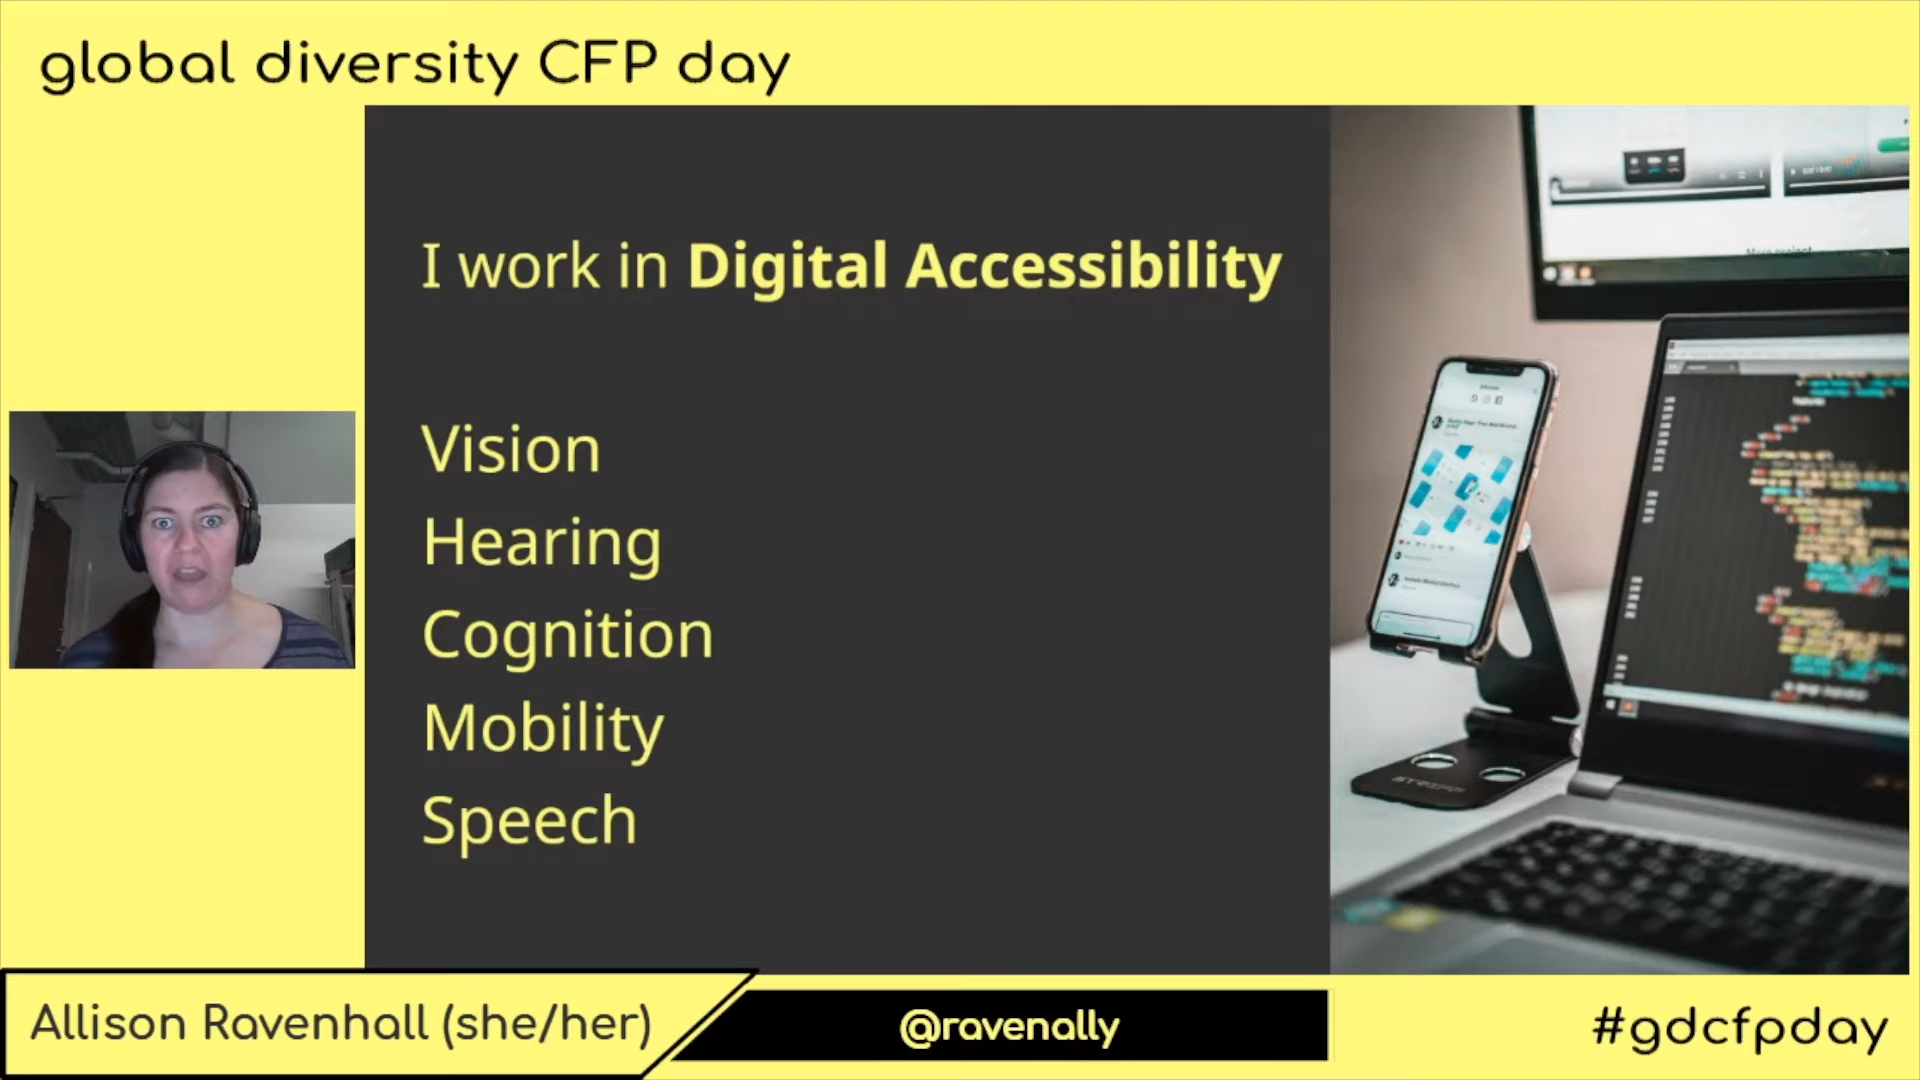 global diversity CFP day
I work in Digital Accessibility
Vision
Hearing
Cognition
Mobility
Speech
Allison Ravenhall (she/her)
@ravenally
#gdcfpday